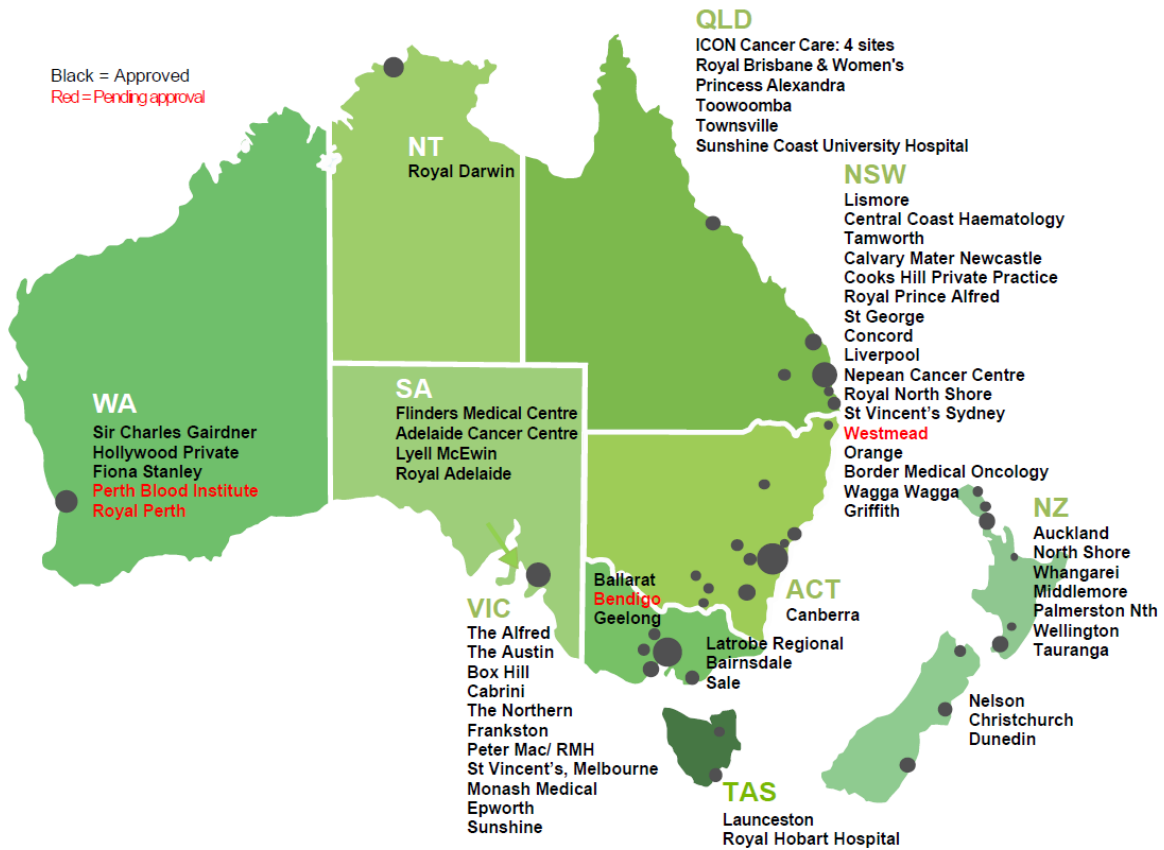 Black = Approved
Red = Pending approval
QLD
ICON Cancer Care: 4 sites
Royal Brisbane & Women's
Princess Alexandra
Toowoomba
Townsville
Sunshine Coast University Hospital
NT
Royal Darwin
NSW
Lismore
Central Coast Haematology
Tamworth
Calvary Mater Newcastle
Cooks Hill Private Practice
Royal Prince Alfred
St George
Concord
Liverpool
Nepean Cancer Centre
Royal North Shore
St Vincent's Sydney
Westmead
Orange
Border Medical Oncology
Wagga Wagga
Griffith
WA
Sir Charles Gairdner
Hollywood Private
Fiona Stanley
Perth Blood Institute
Royal Perth
SA
Flinders Medical Centre
Adelaide Cancer Centre
Lyell McEwin
Royal Adelaide
NZ
Auckland
North Shore
Whangarei
Middlemore
Palmerston Nth
Wellington
Tauranga
Nelson
Christchurch
Dunedin
ACT
Canberra
VIC
The Alfred
The Austin
Box Hill
Cabrini
The Northern
Frankston
Peter Mac/ RMH
St Vincent's, Melbourne
Monash Medical
Epworth
Sunshine
Ballarat
Bendigo
Geelong
Latrobe Regional
Bairnsdale
Sale
TAS
Launceston
Royal Hobart Hospital